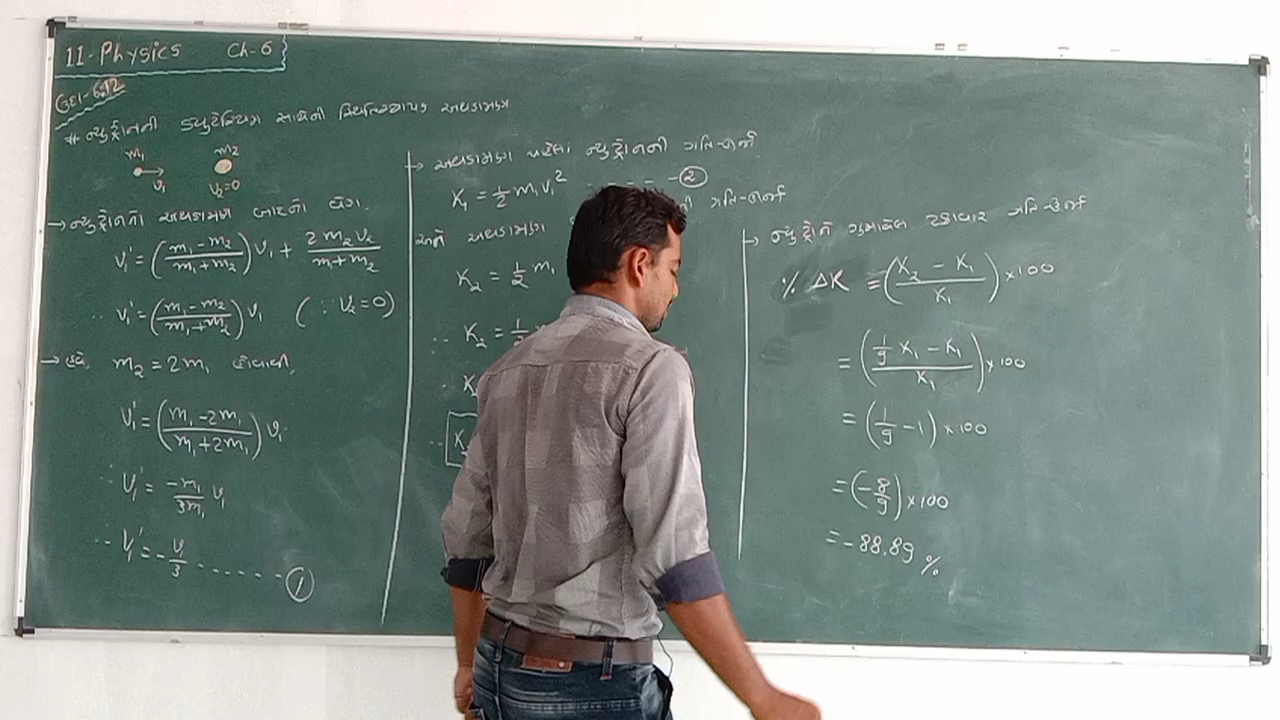 11-Physics Ch-6
ઉદા-6.12
# ન્યુટ્રોનની ડ્યુટેરિયમ સાથેની સ્થિતિસ્થાપક અથડામણ
m₁ m₂
v₁ v₂=0
→ ન્યુટ્રોનનો અથડામણ બાદનો વેગ.
v₁' = ((m₁ - m₂)/(m₁+m₂)) v₁ + (2 m₂ v₂)/(m₁+m₂)
∴ v₁' = ((m₁-m₂)/(m₁+m₂)) v₁ (∵ v₂=0)
→ હવે, m₂ = 2m₁ હોવાથી,
v₁' = ((m₁-2m₁)/(m₁+2m₁)) v₁
∴ v₁' = (-m₁/3m₁) v₁
∴ v₁' = -v₁/3 ------ ①
→ અથડામણ પહેલાં ન્યુટ્રોનની ગતિ-ઊર્જા
K₁ = ½ m₁v₁² ----- ②
અને અથડામણ ગતિ-ઊર્જા
K₂ = ½ m₁
∴ K₂ =
∴ K
→ ન્યુટ્રોને ગુમાવેલ ટકાવાર ગતિ-ઊર્જા
% ΔK = ((K₂ - K₁)/K₁) × 100
= ((1/9 K₁ - K₁)/K₁) × 100
= (1/9 - 1) × 100
= (-8/9) × 100
= -88.89 %